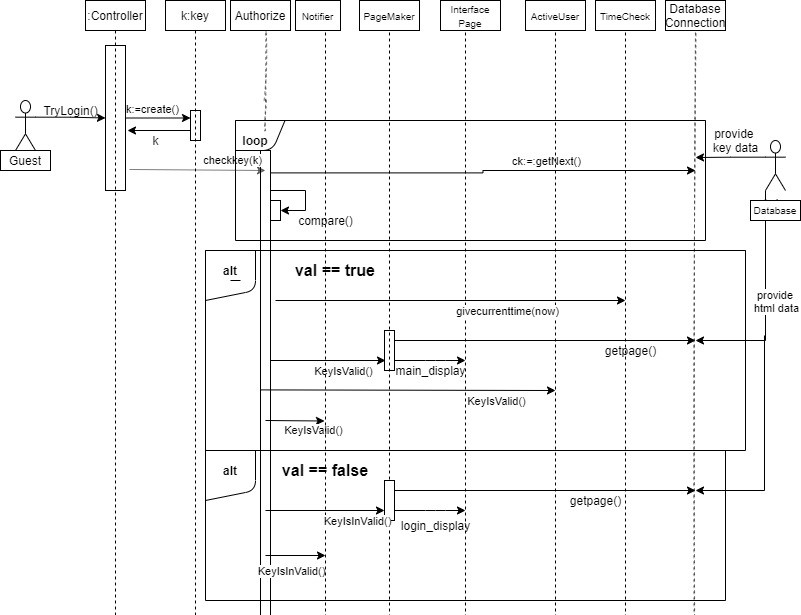 :Controller
k:key
Authorize
Notifier
PageMaker
Interface
Page
ActiveUser
TimeCheck
Database
Connection
TryLogin()
k:=create()
k
Guest
loop
provide
key data
checkkey(k)
ck:=:getNext()
compare()
Database
alt
val == true
provide
html data
givecurrenttime(now)
getpage()
KeyIsValid()
main_display
KeyIsValid()
KeyIsValid()
alt
val == false
getpage()
KeyIsInValid()
login_display
KeyIsInValid()